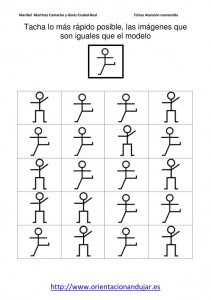 Maribel Martínez Camacho y Ginés Ciudad-Real Fichas Atención mantenida
Tacha lo más rápido posible, las imágenes que
son iguales que el modelo
http://www.orientacionandujar.es